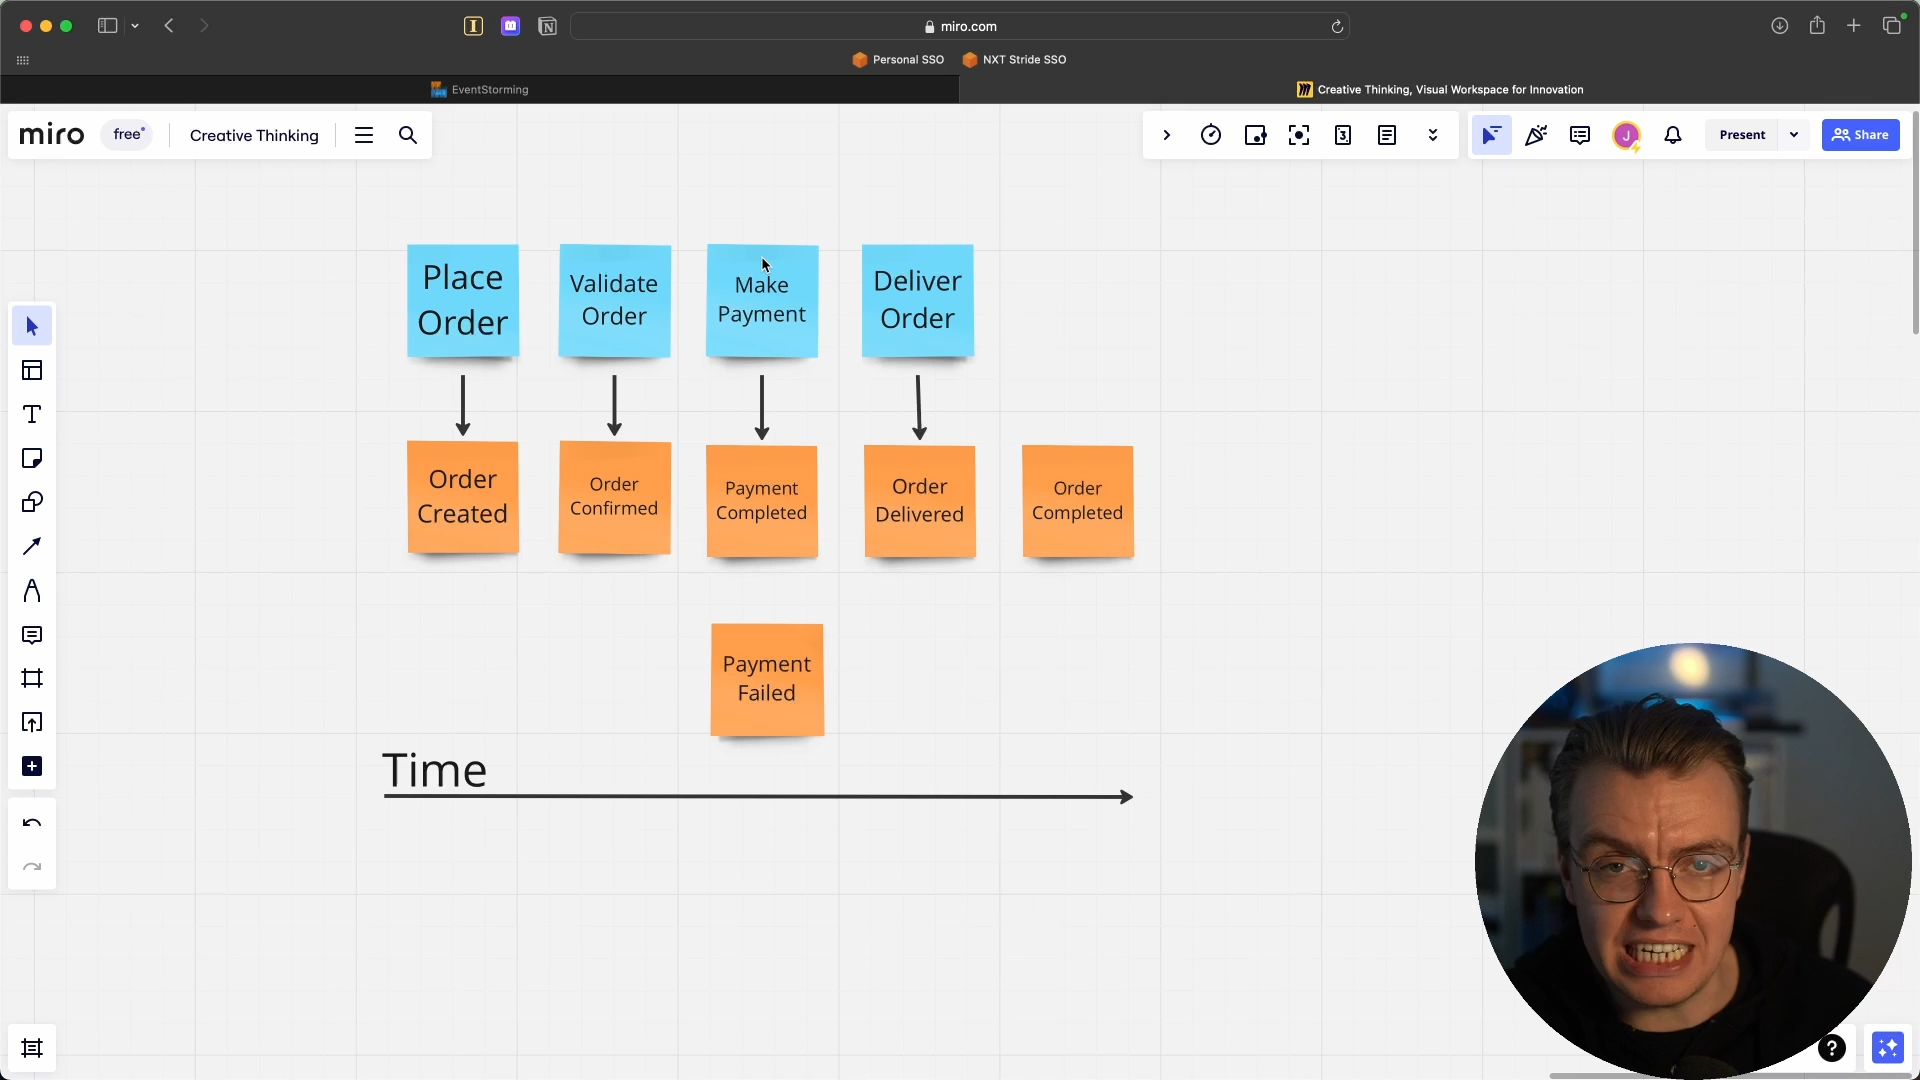 miro.com
Personal SSO
NXT Stride SSO
EventStorming
Creative Thinking, Visual Workspace for Innovation
miro
free
Creative Thinking
3
J
Present
Share
Place
Order
Validate
Order
Make
Payment
Deliver
Order
Order
Created
Order
Confirmed
Payment
Completed
Order
Delivered
Order
Completed
Payment
Failed
Time